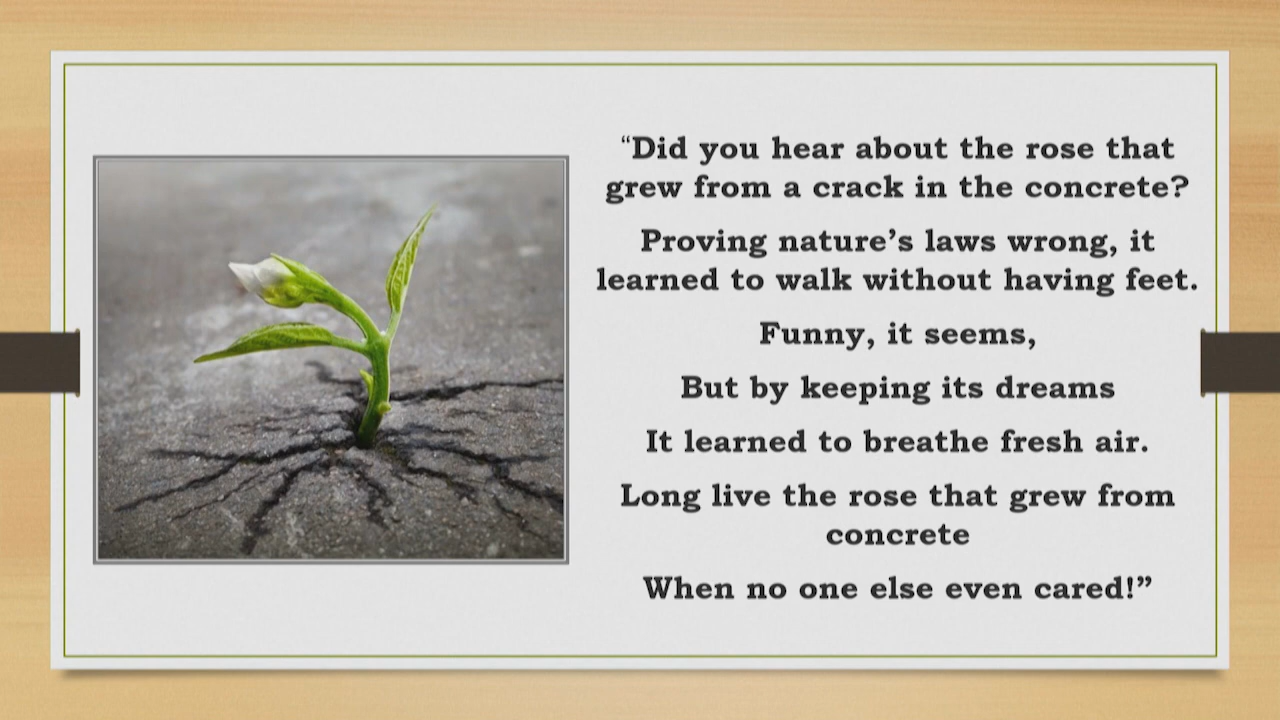 “Did you hear about the rose that
grew from a crack in the concrete?
Proving nature’s laws wrong, it
learned to walk without having feet.
Funny, it seems,
But by keeping its dreams
It learned to breathe fresh air.
Long live the rose that grew from
concrete
When no one else even cared!”